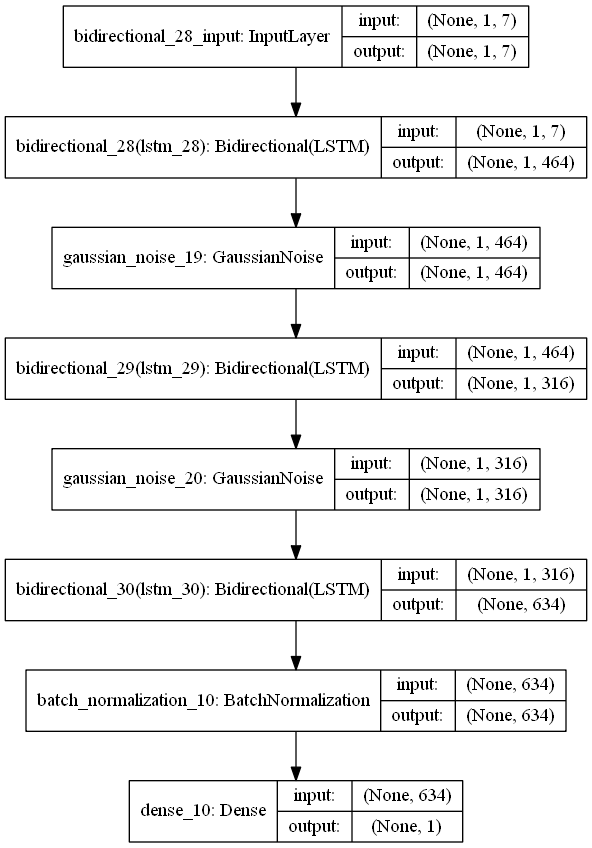 bidirectional_28_input: InputLayer
input: (None, 1, 7)
output: (None, 1, 7)
bidirectional_28(lstm_28): Bidirectional(LSTM)
input: (None, 1, 7)
output: (None, 1, 464)
gaussian_noise_19: GaussianNoise
input: (None, 1, 464)
output: (None, 1, 464)
bidirectional_29(lstm_29): Bidirectional(LSTM)
input: (None, 1, 464)
output: (None, 1, 316)
gaussian_noise_20: GaussianNoise
input: (None, 1, 316)
output: (None, 1, 316)
bidirectional_30(lstm_30): Bidirectional(LSTM)
input: (None, 1, 316)
output: (None, 634)
batch_normalization_10: BatchNormalization
input: (None, 634)
output: (None, 634)
dense_10: Dense
input: (None, 634)
output: (None, 1)